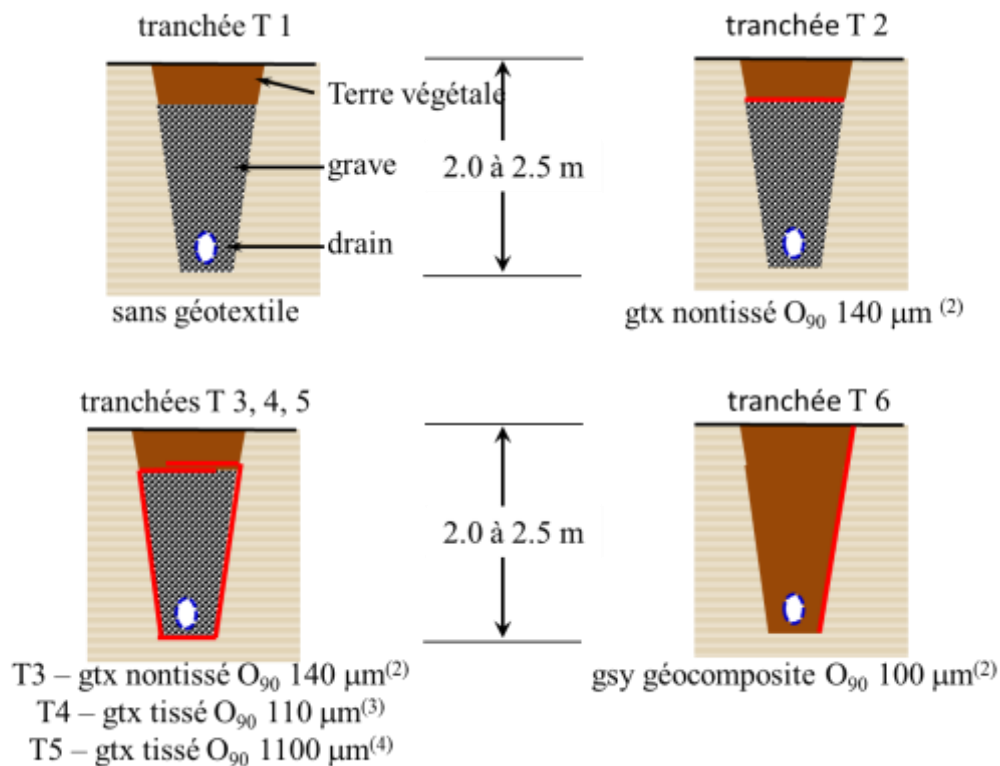 tranchée T 1
tranchée T 2
Terre végétale
grave
2.0 à 2.5 m
drain
sans géotextile
gtx nontissé O₉₀ 140 μm ⁽²⁾
tranchées T 3, 4, 5
tranchée T 6
2.0 à 2.5 m
T3 – gtx nontissé O₉₀ 140 μm⁽²⁾
gsy géocomposite O₉₀ 100 μm⁽²⁾
T4 – gtx tissé O₉₀ 110 μm⁽³⁾
T5 – gtx tissé O₉₀ 1100 μm⁽⁴⁾